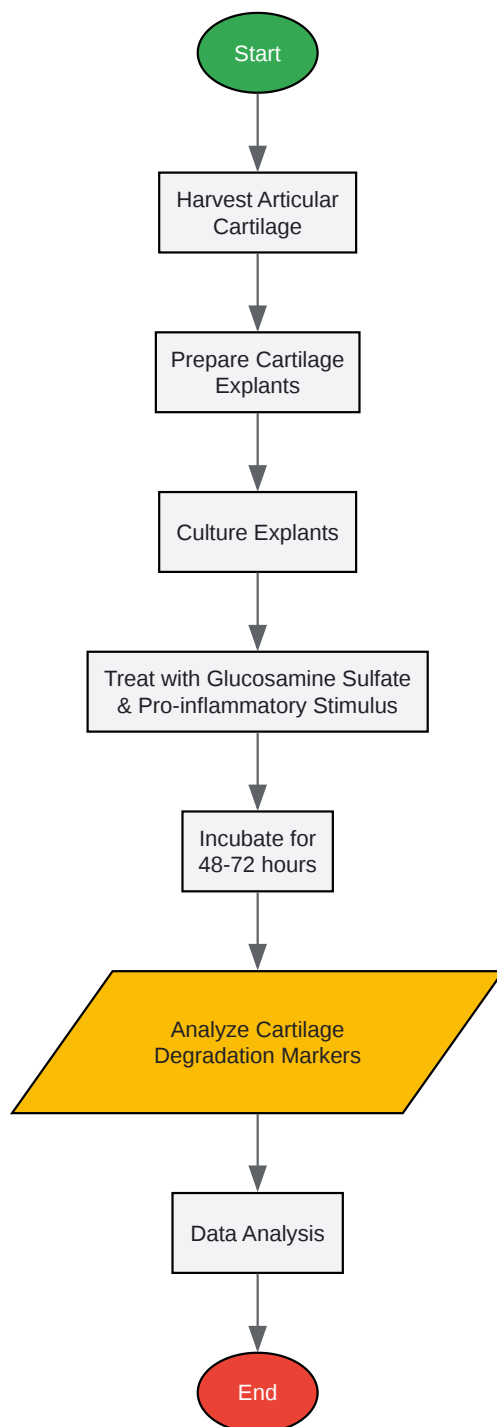 Start
Harvest Articular
Cartilage
Prepare Cartilage
Explants
Culture Explants
Treat with Glucosamine Sulfate
& Pro-inflammatory Stimulus
Incubate for
48-72 hours
Analyze Cartilage
Degradation Markers
Data Analysis
End